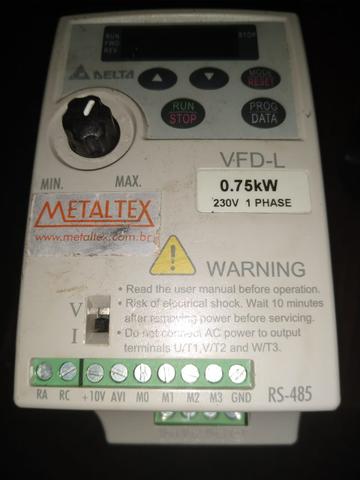 RUN
FWD
REV
STOP
DELTA
MODE
RESET
RUN
STOP
PROG
DATA
MIN.
MAX.
VFD-L
0.75kW
230V 1 PHASE
METALTEX
www.metaltex.com.br
WARNING
• Read the user manual before operation.
• Risk of electrical shock. Wait 10 minutes
after removing power before servicing.
• Do not connect AC power to output
terminals U/T1,V/T2 and W/T3.
V
I
RA RC +10V AVI M0 M1 M2 M3 GND
RS-485